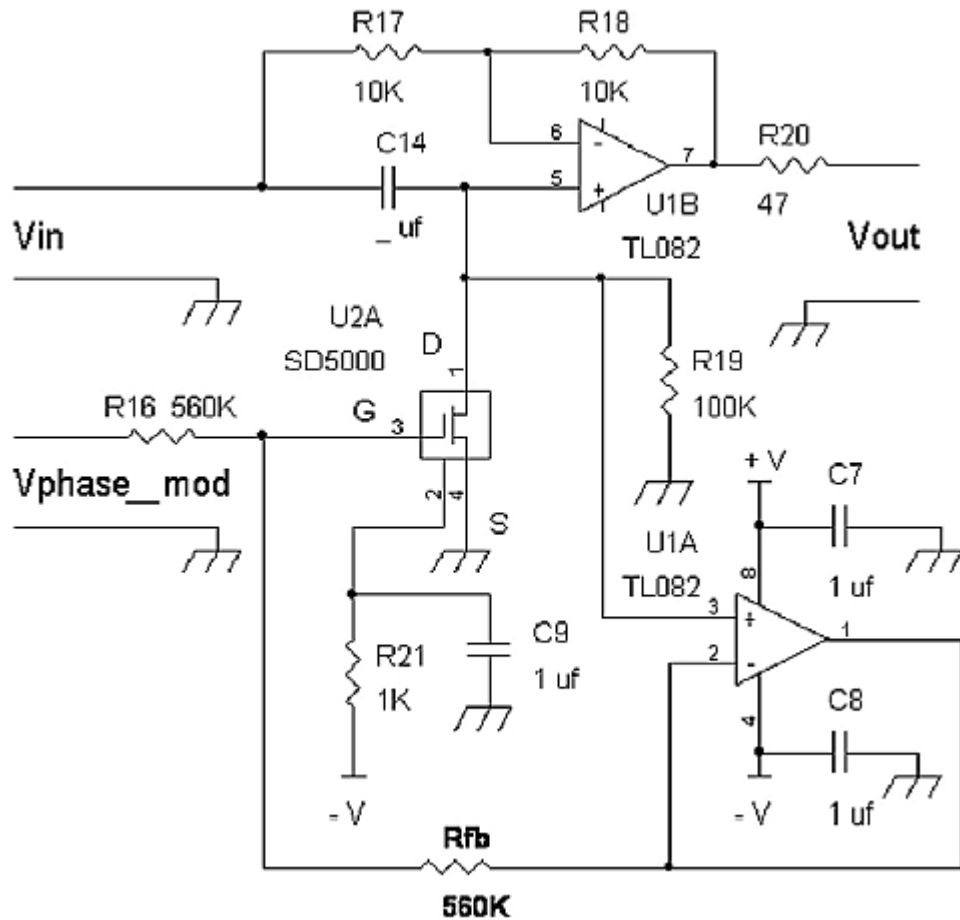 R17
R18
10K
10K
C14
6
-
7
R20
5
+
_ uf
U1B
47
Vin
TL082
Vout
U2A
D
SD5000
1
R19
R16 560K
G
100K
3
+ V
C7
Vphase_mod
2
4
S
U1A
8
TL082
1 uf
3
+
1
C9
R21
2
-
1 uf
1K
C8
4
- V
- V
1 uf
Rfb
560K